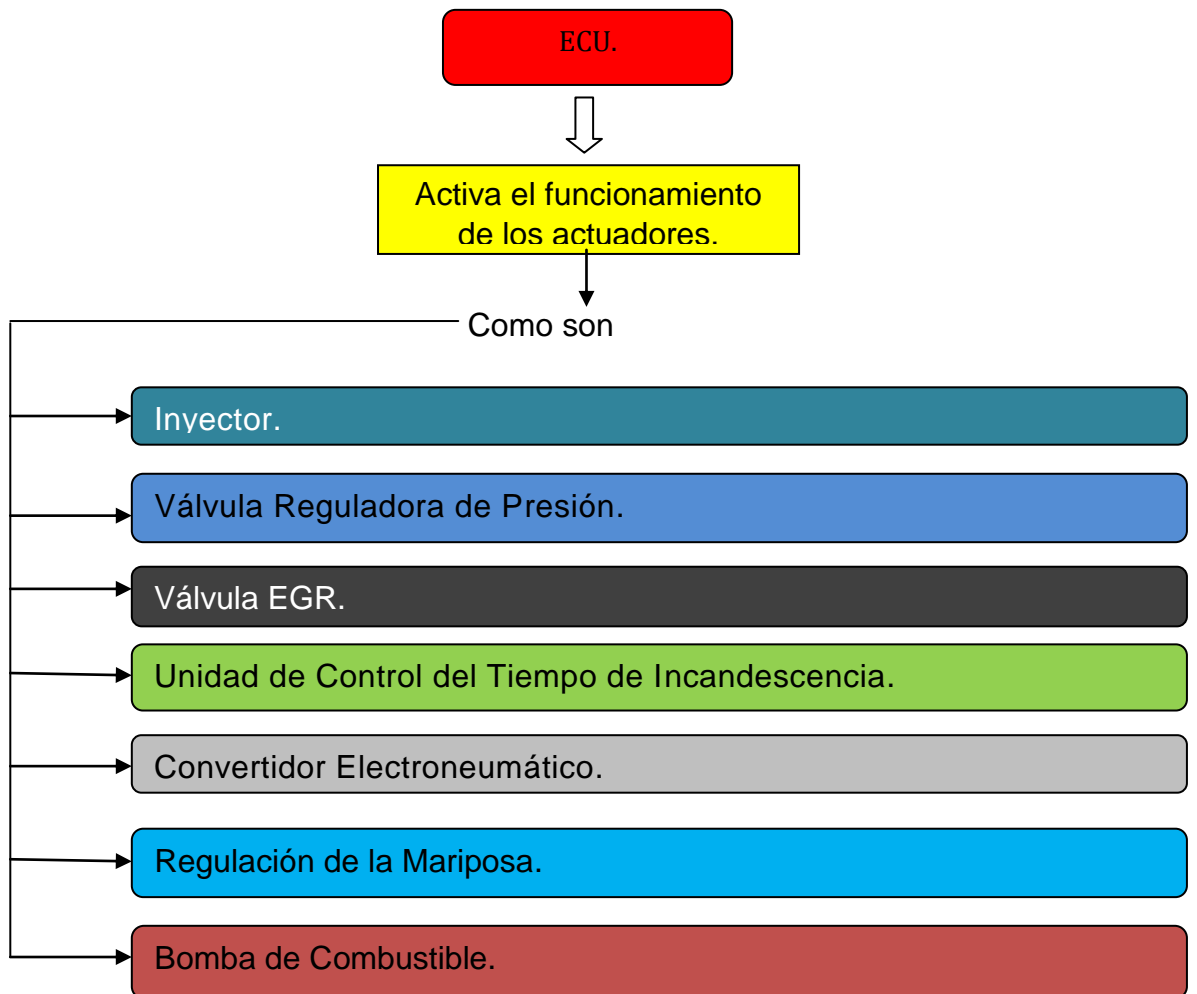 ECU.
Activa el funcionamiento
de los actuadores.
Como son
Inyector.
Válvula Reguladora de Presión.
Válvula EGR.
Unidad de Control del Tiempo de Incandescencia.
Convertidor Electroneumático.
Regulación de la Mariposa.
Bomba de Combustible.